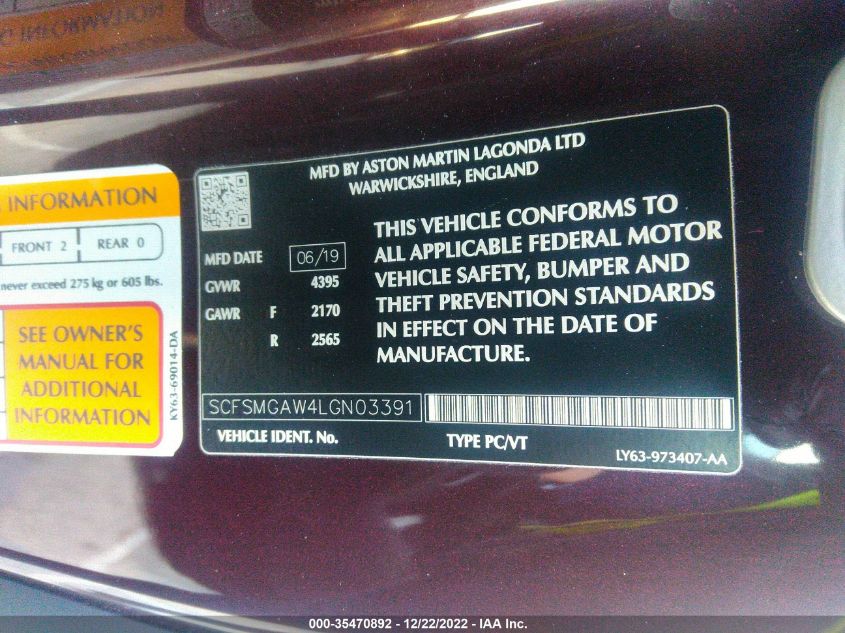 INFORMATION
FRONT 2 REAR 0
never exceed 275 kg or 605 lbs.
SEE OWNER'S
MANUAL FOR
ADDITIONAL
INFORMATION
KY63-69014-DA
MFD BY ASTON MARTIN LAGONDA LTD
WARWICKSHIRE, ENGLAND
MFD DATE 06/19
GVWR 4395
GAWR F 2170
R 2565
THIS VEHICLE CONFORMS TO
ALL APPLICABLE FEDERAL MOTOR
VEHICLE SAFETY, BUMPER AND
THEFT PREVENTION STANDARDS
IN EFFECT ON THE DATE OF
MANUFACTURE.
SCFSMGAW4LGN03391
VEHICLE IDENT. No. TYPE PC/VT
LY63-973407-AA
000-35470892 - 12/22/2022 - IAA Inc.